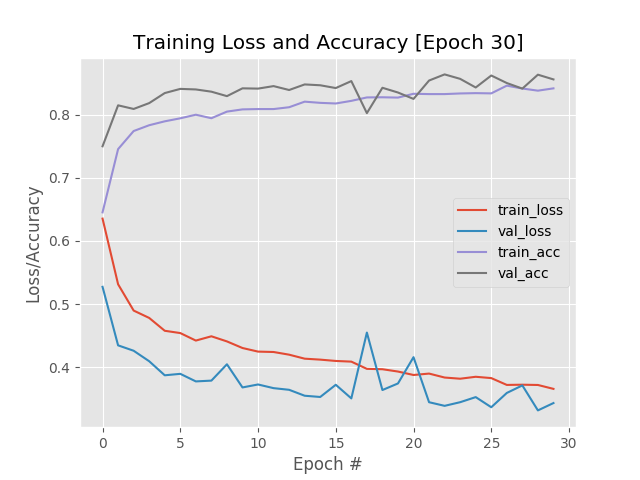 Training Loss and Accuracy [Epoch 30]
Loss/Accuracy
0.8
0.7
0.6
0.5
0.4
train_loss
val_loss
train_acc
val_acc
0 5 10 15 20 25 30
Epoch #